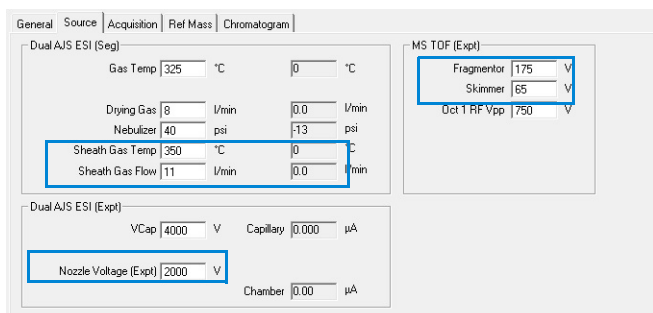 General Source Acquisition Ref Mass Chromatogram
Dual AJS ESI (Seg)
Gas Temp 325 °C 0 °C
Drying Gas 8 l/min 0.0 l/min
Nebulizer 40 psi -13 psi
Sheath Gas Temp 350 °C 0 °C
Sheath Gas Flow 11 l/min 0.0 l/min
MS TOF (Expt)
Fragmentor 175 V
Skimmer 65 V
Oct 1 RF Vpp 750 V
Dual AJS ESI (Expt)
VCap 4000 V Capillary 0.000 µA
Nozzle Voltage (Expt) 2000 V
Chamber 0.00 µA